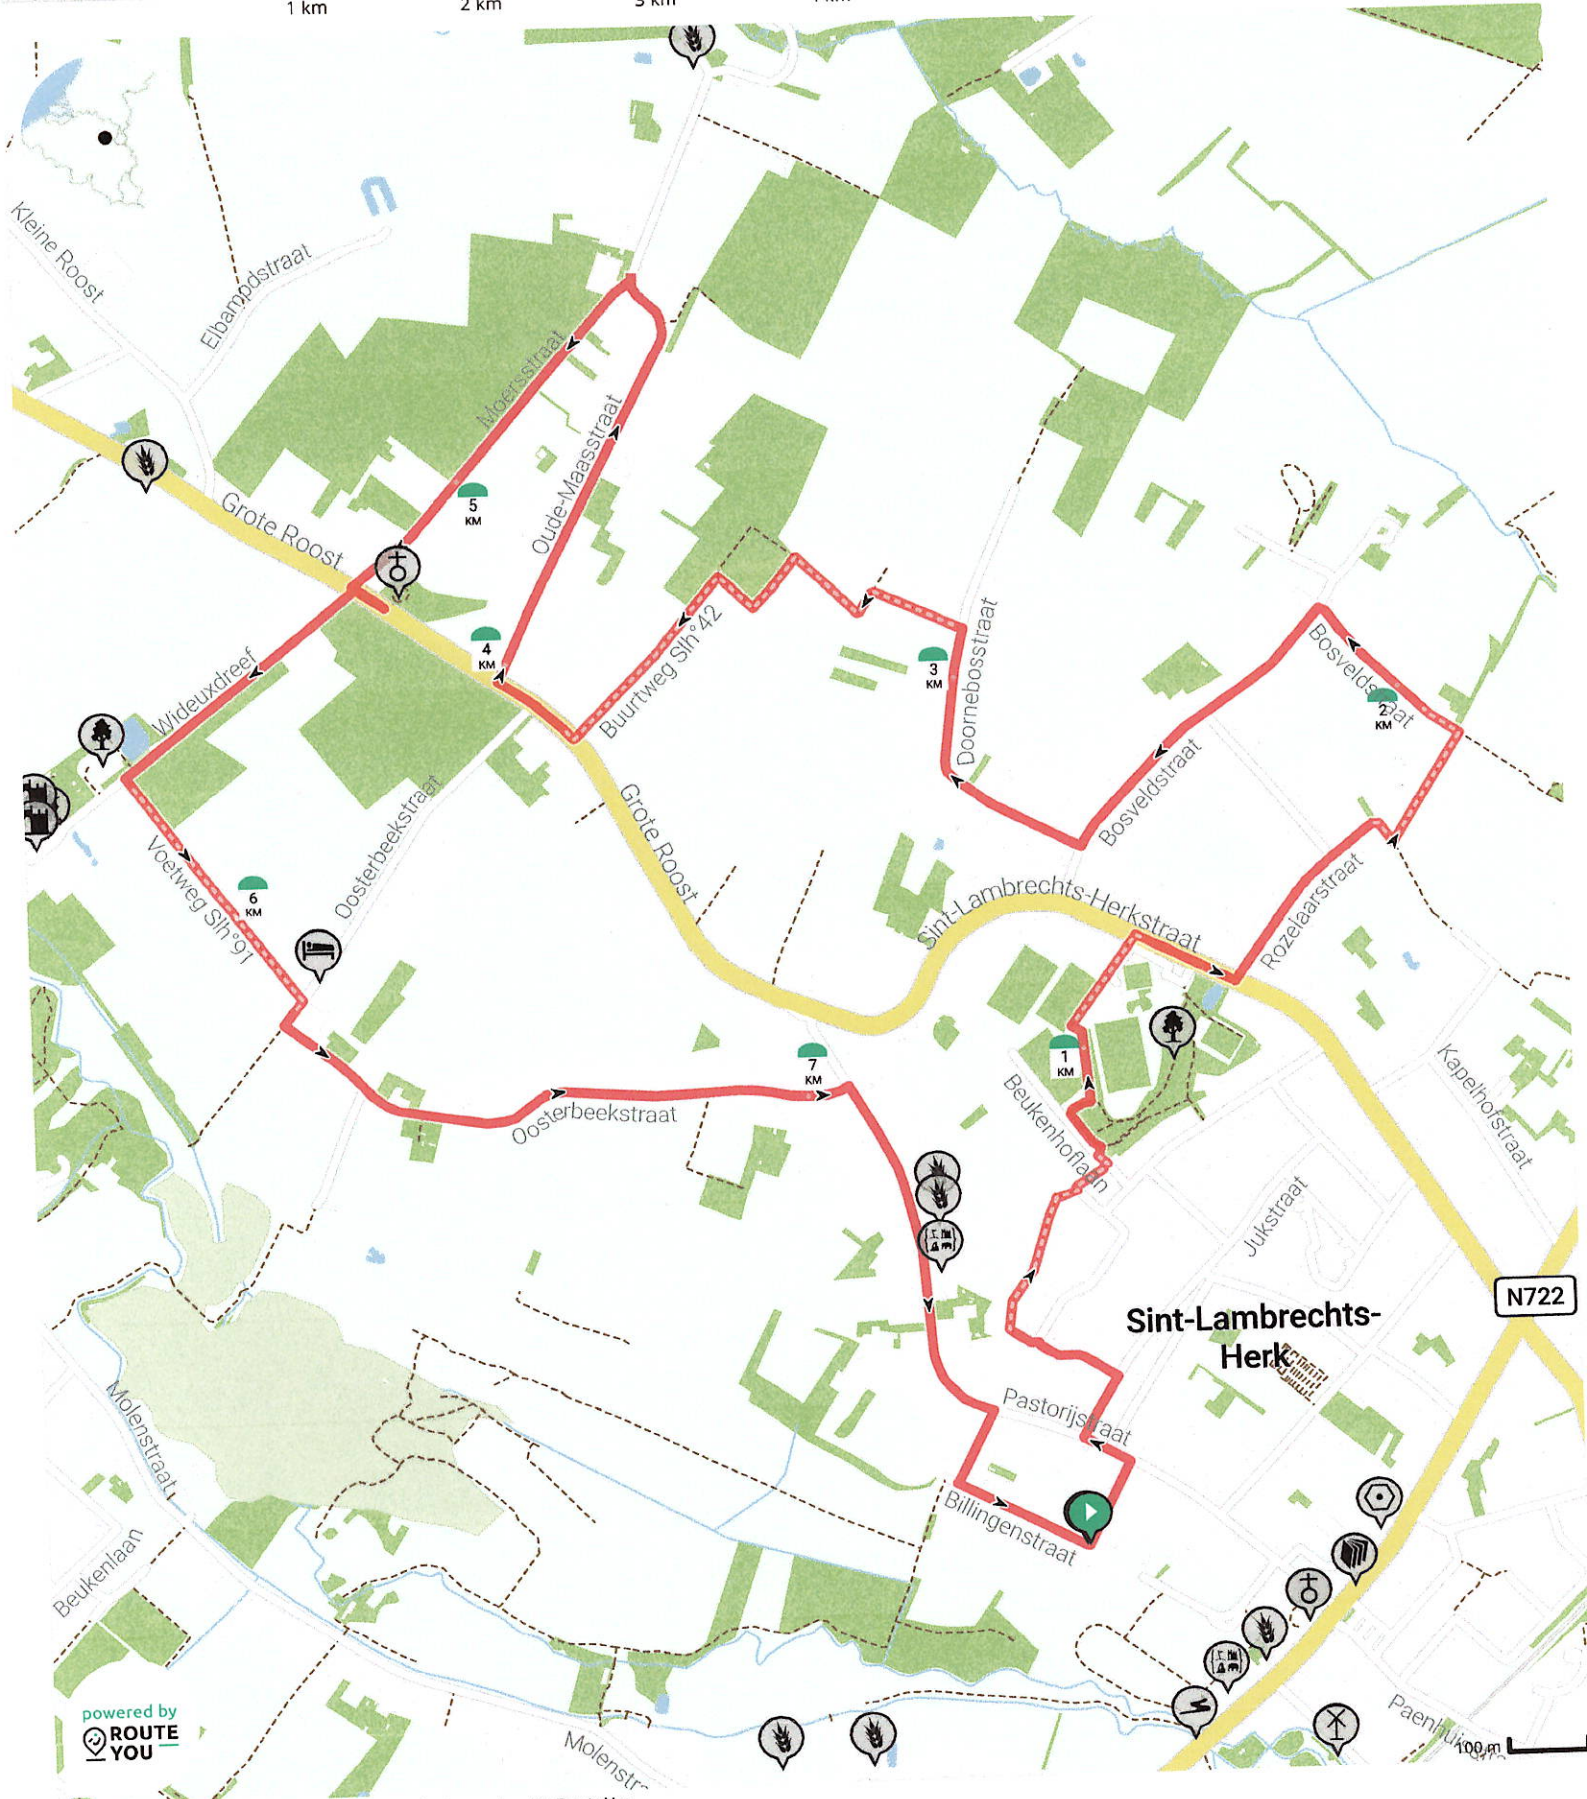 1 km
2 km
3 km
Kleine Roost
Elbampdstraat
Moersstraat
Oude-Maasstraat
Grote Roost
5
KM
4
KM
Buurtweg Slh°42
3
KM
Doornebosstraat
Bosveldstraat
2
KM
Bosveldstraat
Wideuxdreef
Oosterbeekstraat
Voetweg Slh°91
6
KM
Grote Roost
Sint-Lambrechts-Herkstraat
Rozelaarstraat
7
KM
1
KM
Beukenhoflaan
Kapelhofstraat
Oosterbeekstraat
Jukstraat
N722
Sint-Lambrechts-
Herk
Pastorijstraat
Billingenstraat
Molenstraat
Beukenlaan
powered by
ROUTE
YOU
100 m